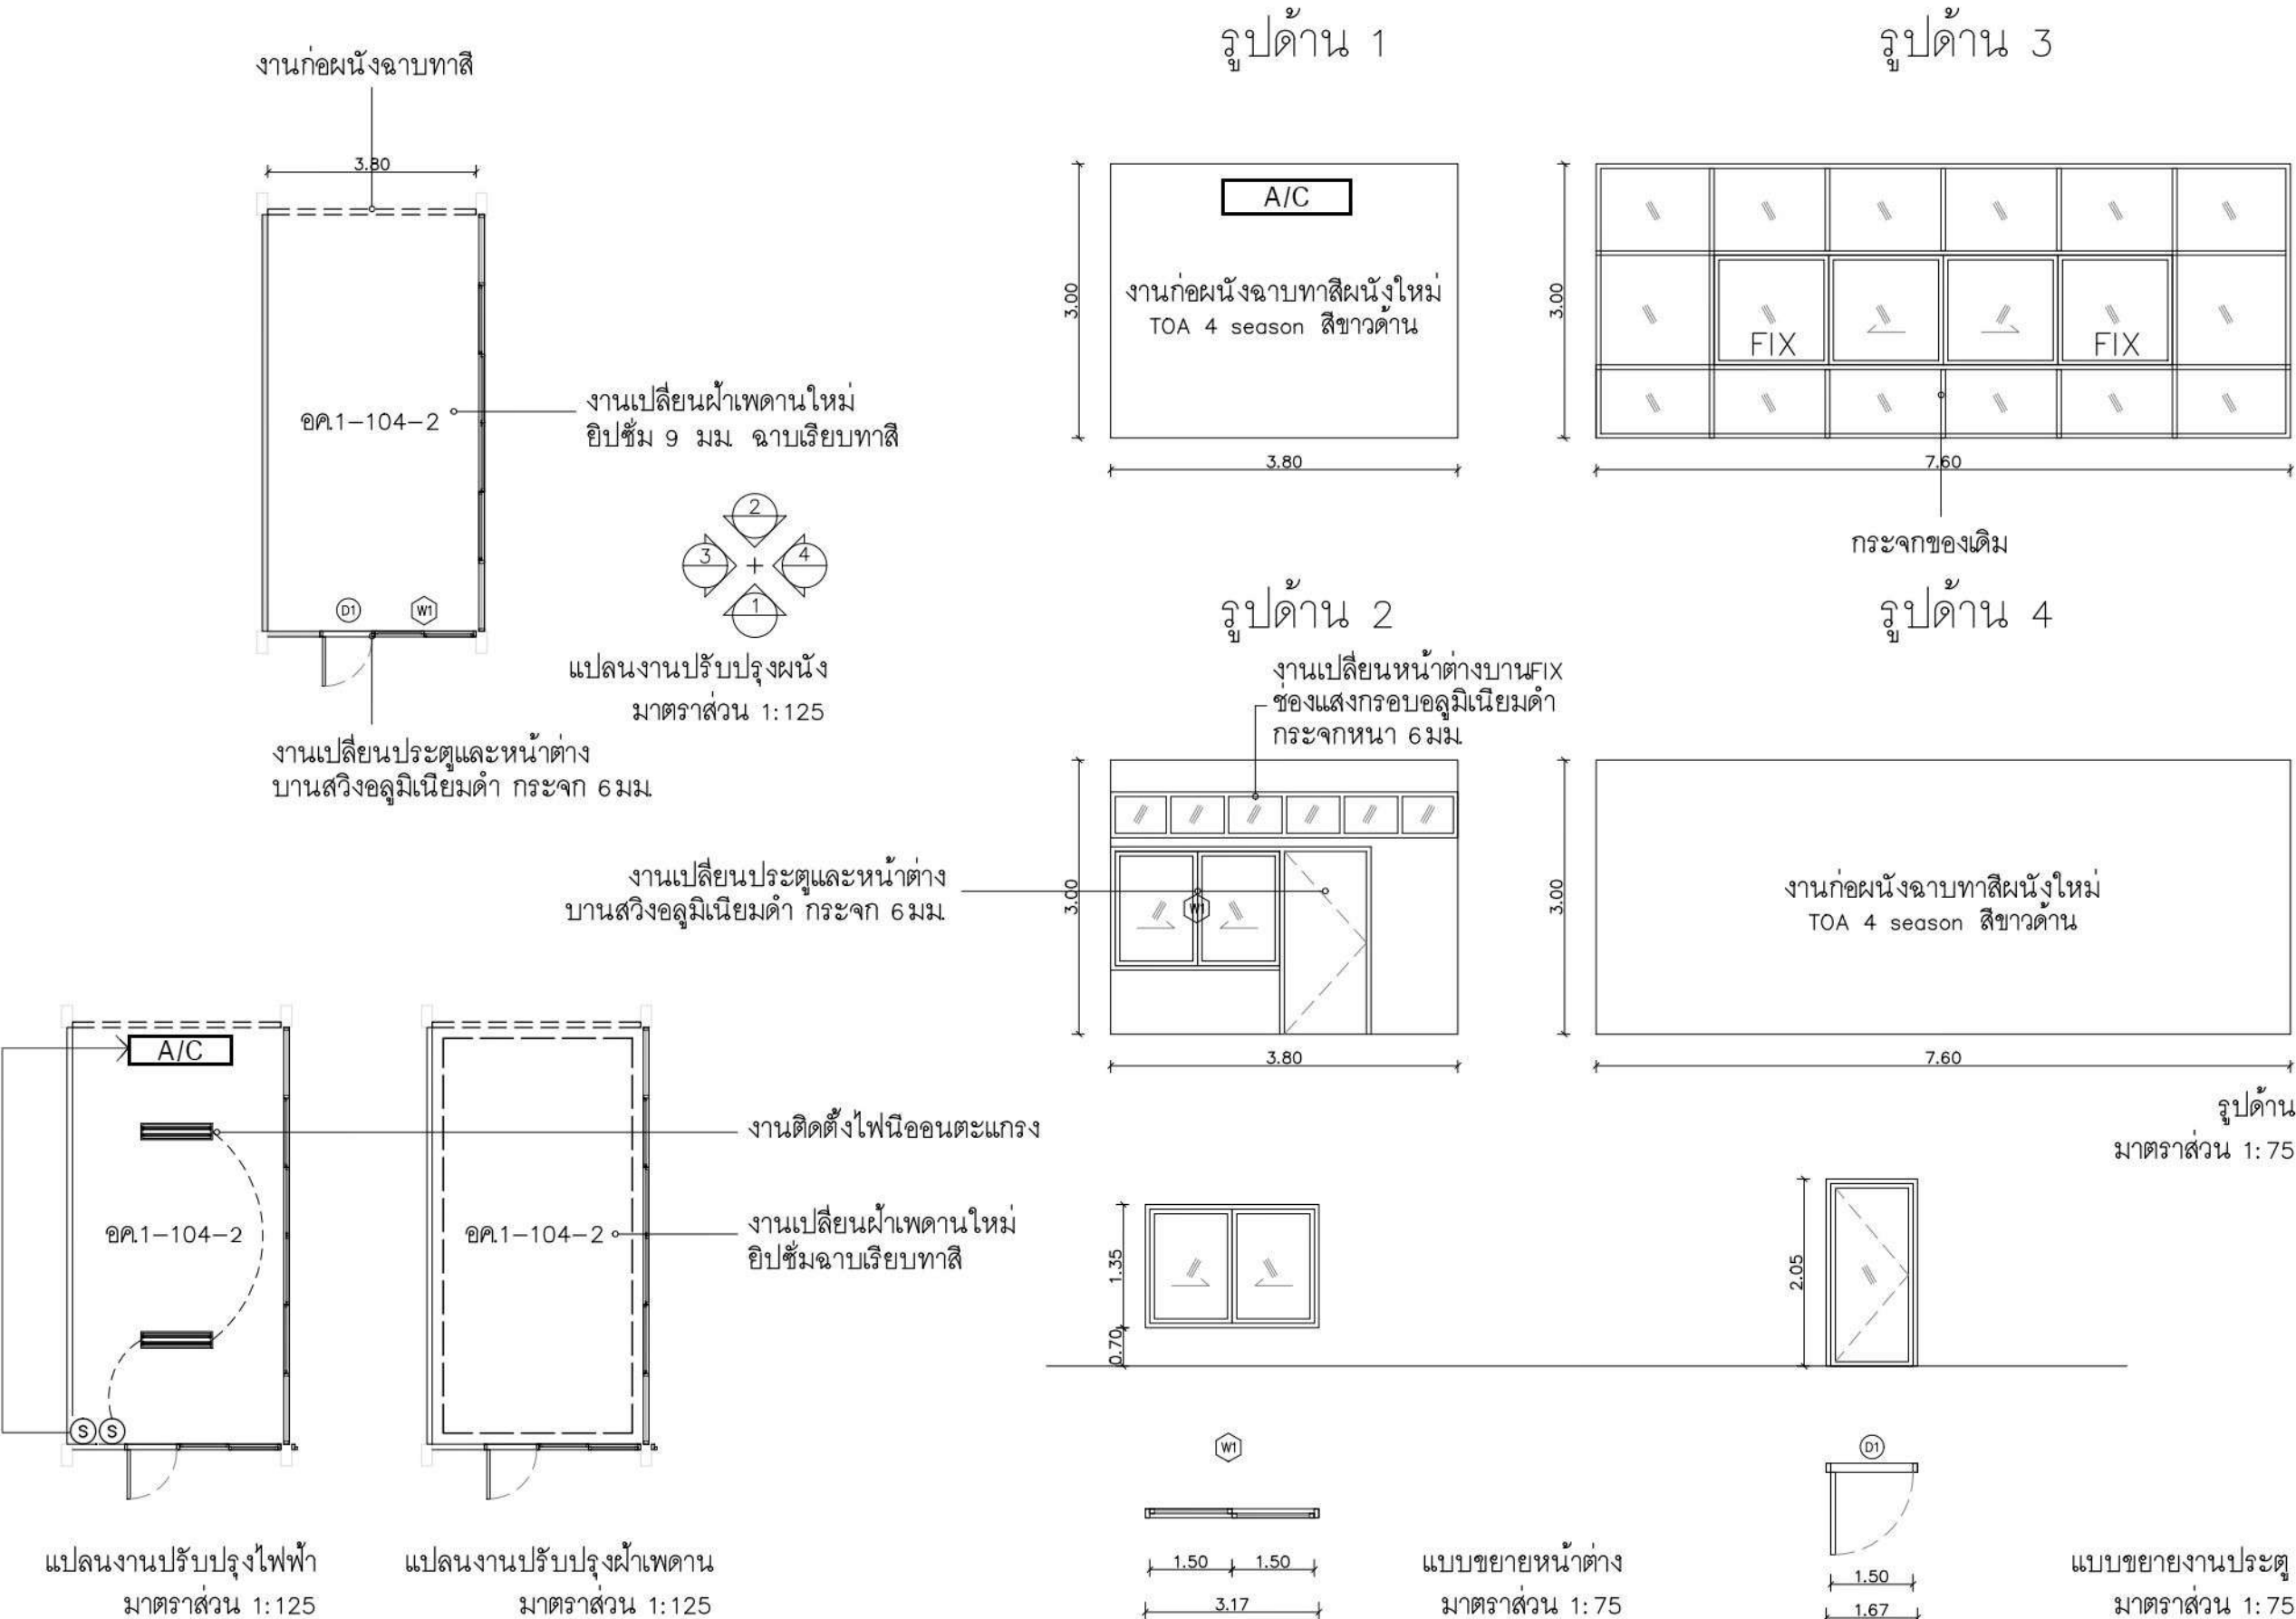 งานก่อผนังฉาบทาสี
3.80
อค.1-104-2
งานเปลี่ยนฝ้าเพดานใหม่
ยิปซั่ม 9 มม. ฉาบเรียบทาสี
2
3
4
1
D1
W1
แปลนงานปรับปรุงผนัง
มาตราส่วน 1:125
งานเปลี่ยนประตูและหน้าต่าง
บานสวิงอลูมิเนียมดำ กระจก 6มม.
รูปด้าน 1
A/C
งานก่อผนังฉาบทาสีผนังใหม่
TOA 4 season สีขาวด้าน
3.00
3.80
รูปด้าน 3
FIX
FIX
3.00
7.60
กระจกของเดิม
รูปด้าน 2
งานเปลี่ยนหน้าต่างบานFIX
ช่องแสงกรอบอลูมิเนียมดำ
กระจกหนา 6มม.
งานเปลี่ยนประตูและหน้าต่าง
บานสวิงอลูมิเนียมดำ กระจก 6มม.
W1
3.00
3.80
รูปด้าน 4
งานก่อผนังฉาบทาสีผนังใหม่
TOA 4 season สีขาวด้าน
3.00
7.60
รูปด้าน
มาตราส่วน 1:75
A/C
อค.1-104-2
S
S
แปลนงานปรับปรุงไฟฟ้า
มาตราส่วน 1:125
งานติดตั้งไฟนีออนตะแกรง
อค.1-104-2
งานเปลี่ยนฝ้าเพดานใหม่
ยิปซั่มฉาบเรียบทาสี
แปลนงานปรับปรุงฝ้าเพดาน
มาตราส่วน 1:125
1.35
0.70
W1
1.50
1.50
3.17
แบบขยายหน้าต่าง
มาตราส่วน 1:75
2.05
D1
1.50
1.67
แบบขยายงานประตู
มาตราส่วน 1:75